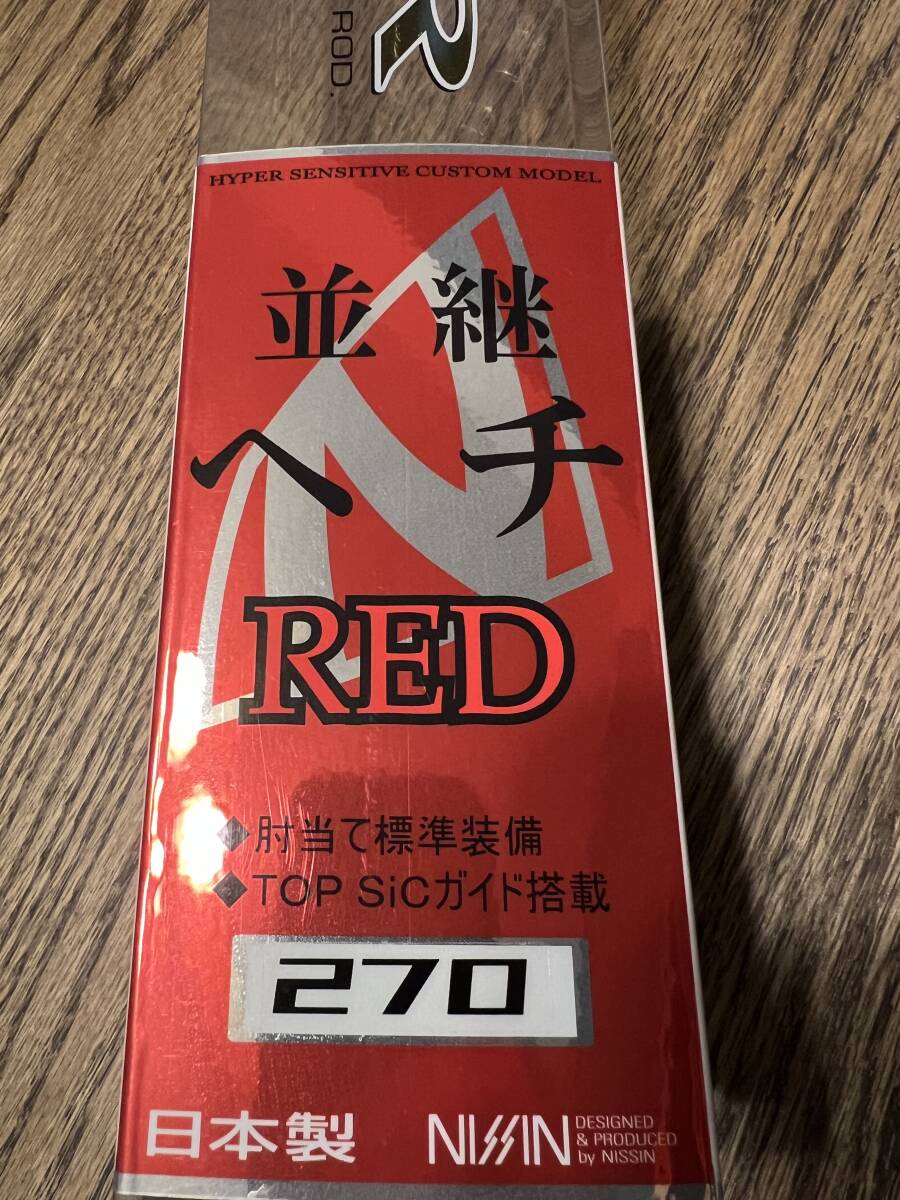 R
ROD.
HYPER SENSITIVE CUSTOM MODEL
並継
ヘチ
RED
◆肘当て標準装備
◆TOP SiCガイド搭載
270
日本製
NISSIN
DESIGNED
& PRODUCED
by NISSIN